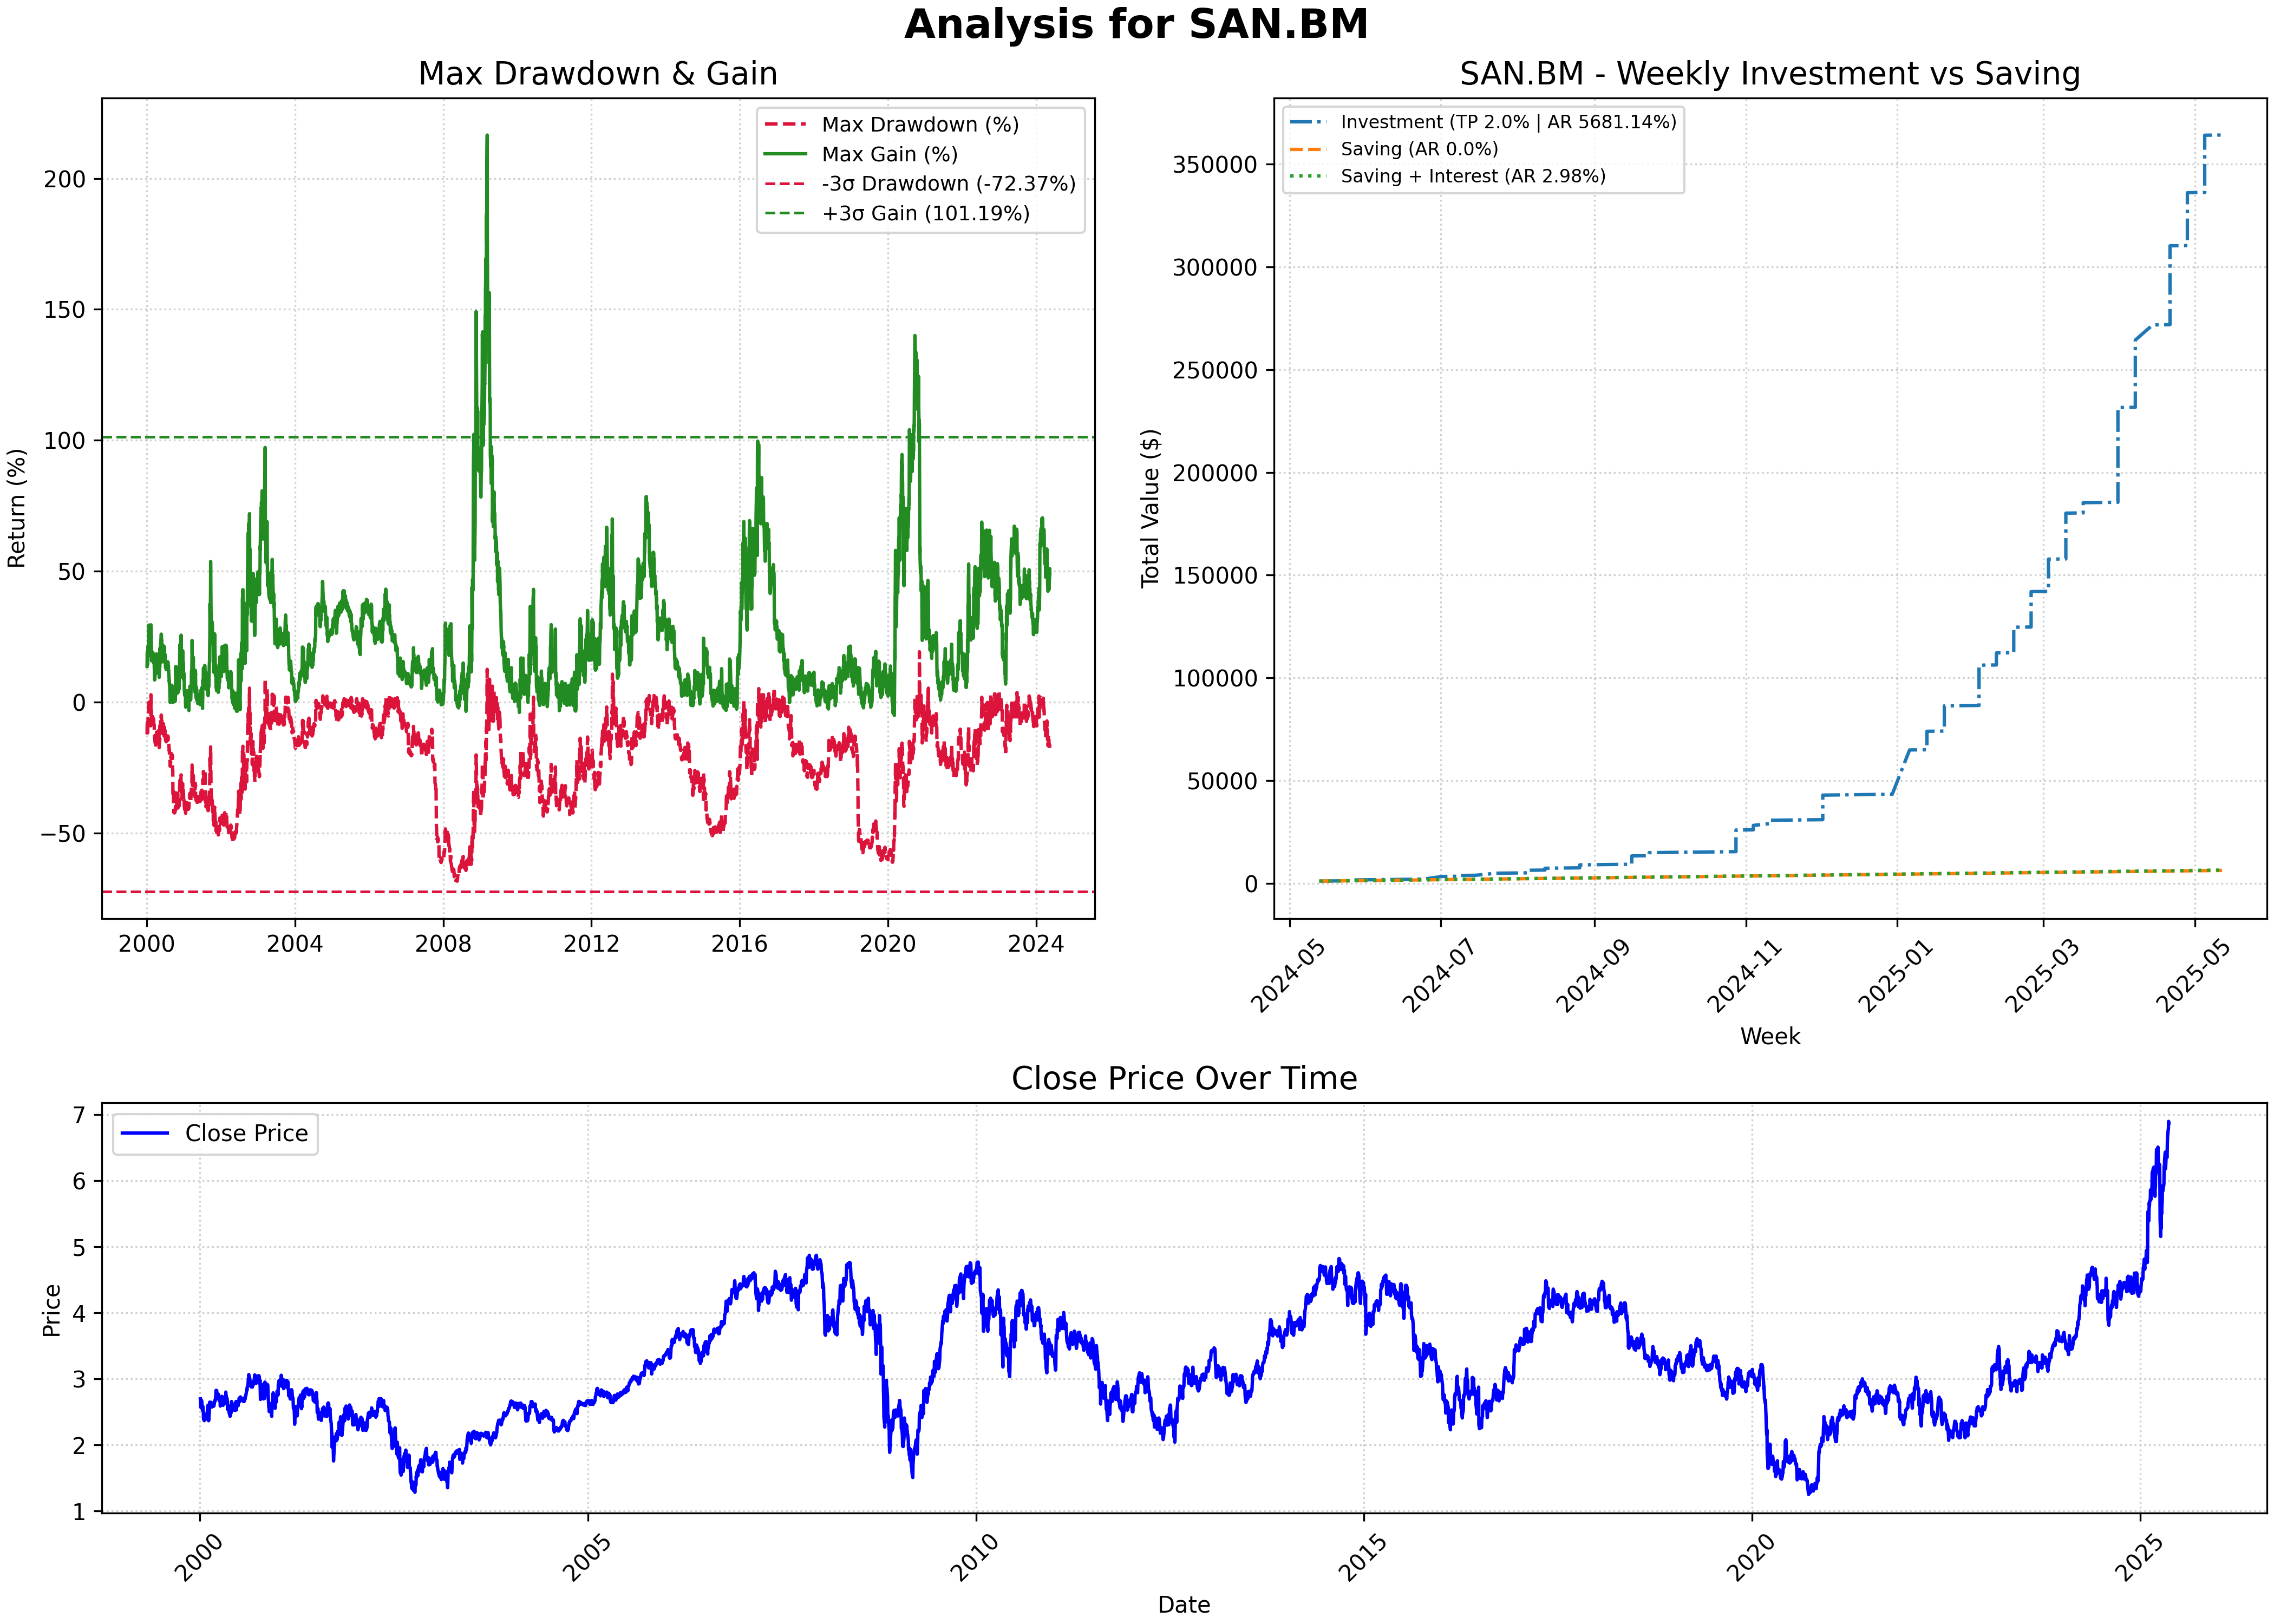 Analysis for SAN.BM
Max Drawdown & Gain
Return (%)
200
150
100
50
0
−50
2000 2004 2008 2012 2016 2020 2024
Max Drawdown (%)
Max Gain (%)
-3σ Drawdown (-72.37%)
+3σ Gain (101.19%)
SAN.BM - Weekly Investment vs Saving
Total Value ($)
350000
300000
250000
200000
150000
100000
50000
0
Investment (TP 2.0% | AR 5681.14%)
Saving (AR 0.0%)
Saving + Interest (AR 2.98%)
2024-05 2024-07 2024-09 2024-11 2025-01 2025-03 2025-05
Week
Close Price Over Time
Price
7
6
5
4
3
2
1
Close Price
2000 2005 2010 2015 2020 2025
Date